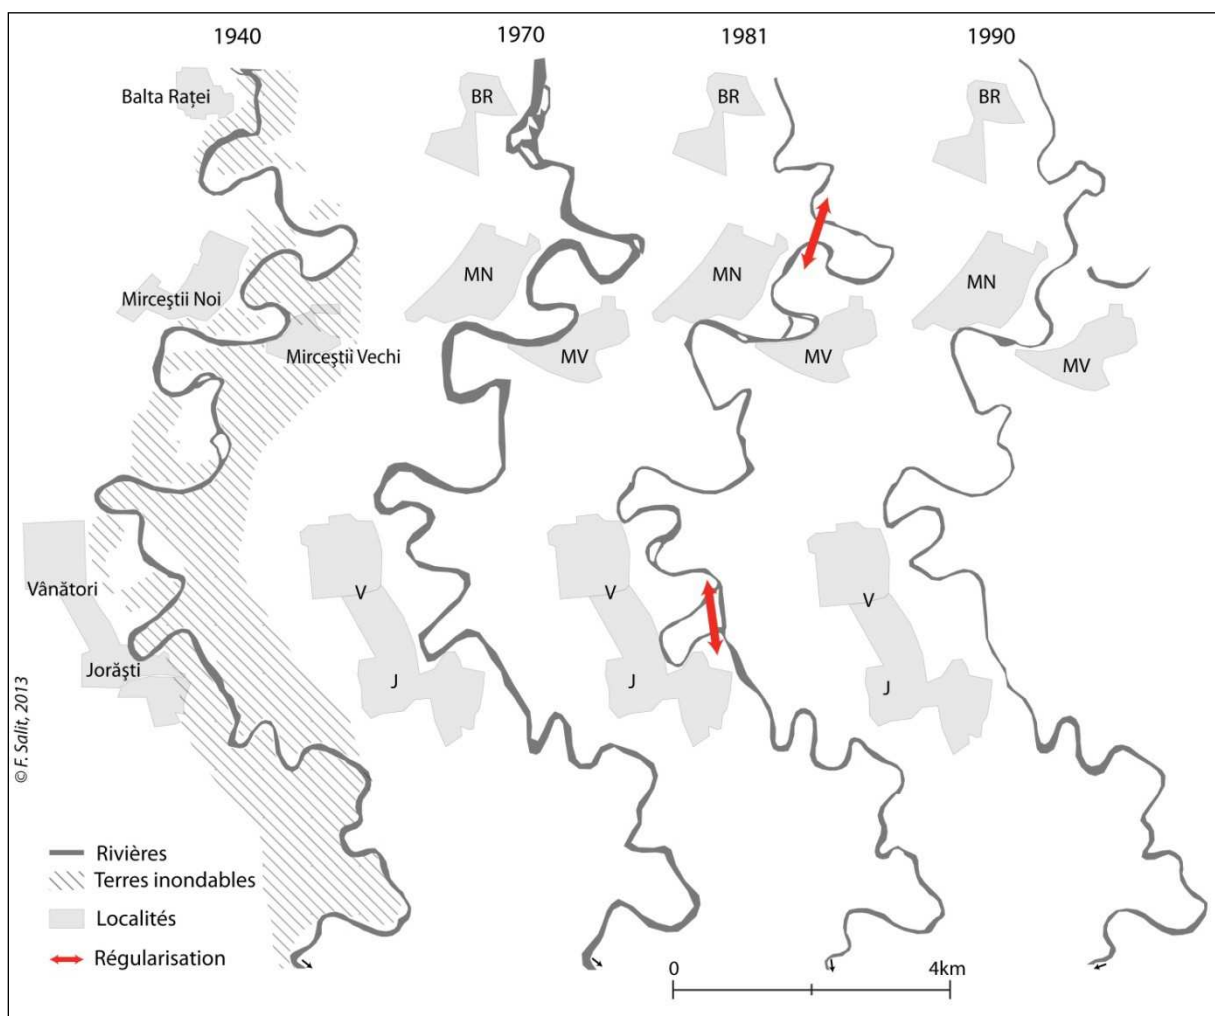 1940
1970
1981
1990
Balta Raţei
BR
BR
BR
Mirceştii Noi
MN
MN
MN
Mirceştii Vechi
MV
MV
MV
Vânători
V
V
V
Jorăşti
J
J
J
© F. Salit, 2013
Rivières
Terres inondables
Localités
Régularisation
0 4km